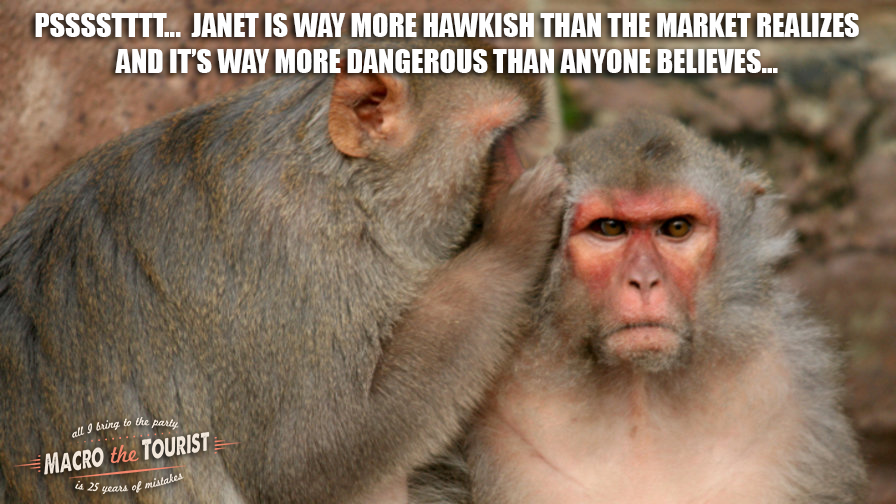 PSSSSTTTT... JANET IS WAY MORE HAWKISH THAN THE MARKET REALIZES
AND IT'S WAY MORE DANGEROUS THAN ANYONE BELIEVES...
all I bring to the party
MACRO the TOURIST
is 25 years of mistakes